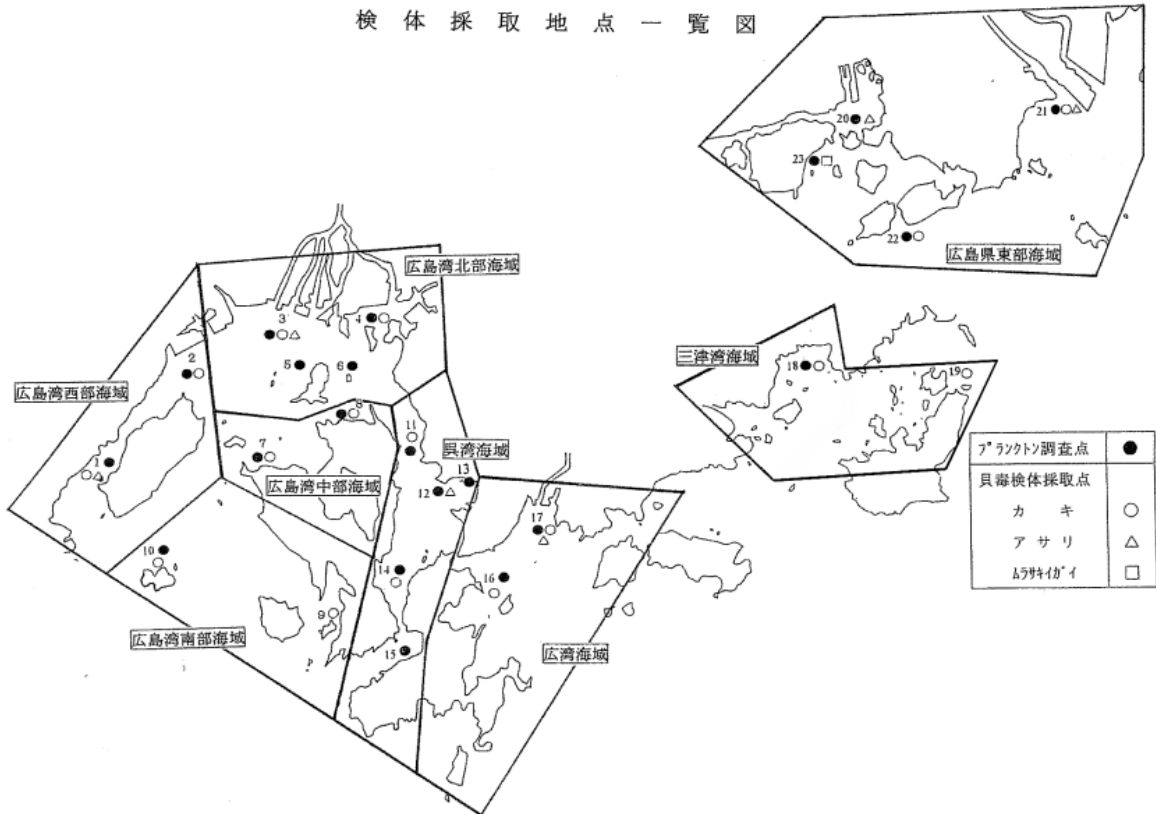 検体採取地点一覧図
20
21
23
22
広島県東部海域
広島湾北部海域
3
4
5
6
2
広島湾西部海域
三津湾海域
18
19
8
11
呉湾海域
7
1
広島湾中部海域
13
12
プランクトン調査点
貝毒検体採取点
カキ
アサリ
ムラサキイガイ
17
10
14
16
9
広島湾南部海域
15
広湾海域